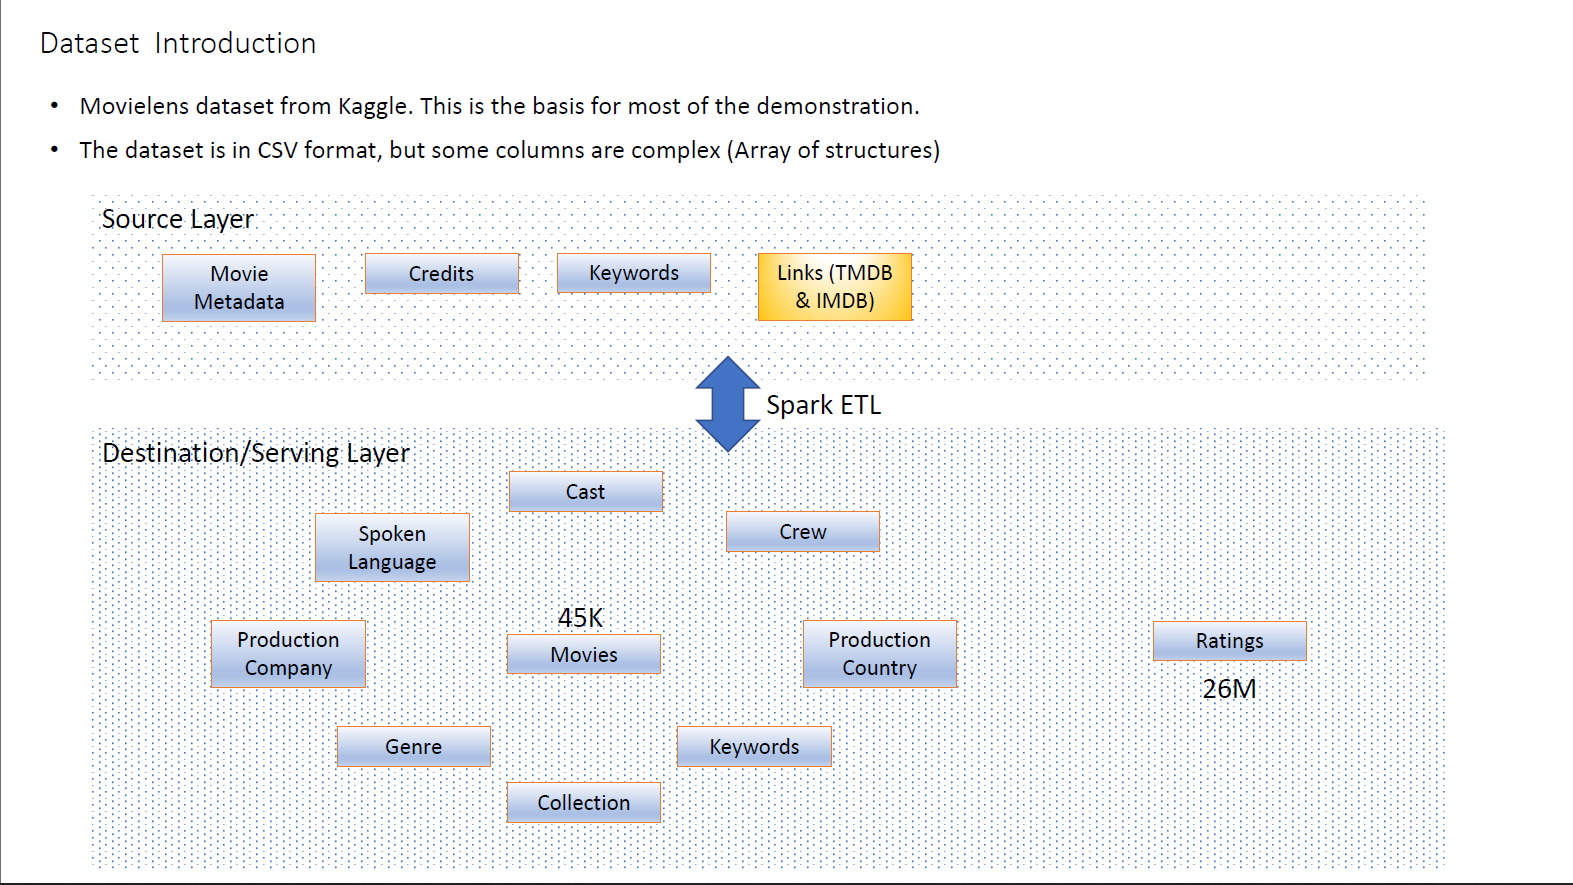 Dataset Introduction
• Movielens dataset from Kaggle. This is the basis for most of the demonstration.
• The dataset is in CSV format, but some columns are complex (Array of structures)
Source Layer
Movie
Metadata
Credits
Keywords
Links (TMDB
& IMDB)
Spark ETL
Destination/Serving Layer
Cast
Spoken
Language
Crew
45K
Production
Company
Movies
Production
Country
Ratings
26M
Genre
Keywords
Collection